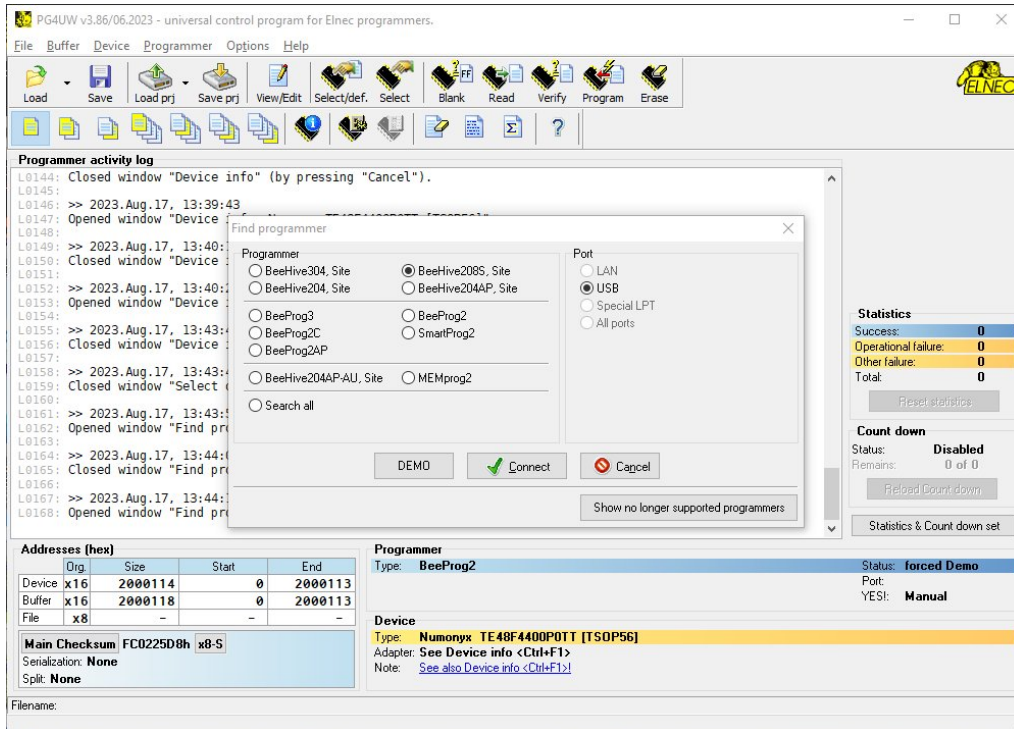 PG4UW v3.86/06.2023 - universal control program for Elnec programmers.
File Buffer Device Programmer Options Help
Load Save Load prj Save prj View/Edit Select/def. Select Blank Read Verify Program Erase
ELNEC
Programmer activity log
L0144: Closed window "Device info" (by pressing "Cancel").
L0145:
L0146: >> 2023.Aug.17, 13:39:43
L0147: Opened window "Device
L0148:
L0149: >> 2023.Aug.17, 13:40:
L0150: Closed window "Device
L0151:
L0152: >> 2023.Aug.17, 13:40:
L0153: Opened window "Device
L0154:
L0155: >> 2023.Aug.17, 13:43:
L0156: Closed window "Device
L0157:
L0158: >> 2023.Aug.17, 13:43:
L0159: Closed window "Select
L0160:
L0161: >> 2023.Aug.17, 13:43:
L0162: Opened window "Find
L0163:
L0164: >> 2023.Aug.17, 13:44:
L0165: Closed window "Find
L0166:
L0167: >> 2023.Aug.17, 13:44:
L0168: Opened window "Find
Find programmer
Programmer
BeeHive304, Site BeeHive208S, Site
BeeHive204, Site BeeHive204AP, Site
BeeProg3 BeeProg2
BeeProg2C SmartProg2
BeeProg2AP
BeeHive204AP-AU, Site MEMprog2
Search all
Port
LAN
USB
Special LPT
All ports
DEMO Connect Cancel
Show no longer supported programmers
Statistics
Success: 0
Operational failure: 0
Other failure: 0
Total: 0
Reset statistics
Count down
Status: Disabled
Remains: 0 of 0
Reload Count down
Statistics & Count down set
Addresses (hex)
Org. Size Start End
Device x16 2000114 0 2000113
Buffer x16 2000118 0 2000113
File x8 - - -
Main Checksum FC0225D8h x8-S
Serialization: None
Split: None
Programmer
Type: BeeProg2 Status: forced Demo
Port:
YES!: Manual
Device
Type: Numonyx TE48F4400P0TT [TSOP56]
Adapter: See Device info <Ctrl+F1>
Note: See also Device info <Ctrl+F1>!
Filename: